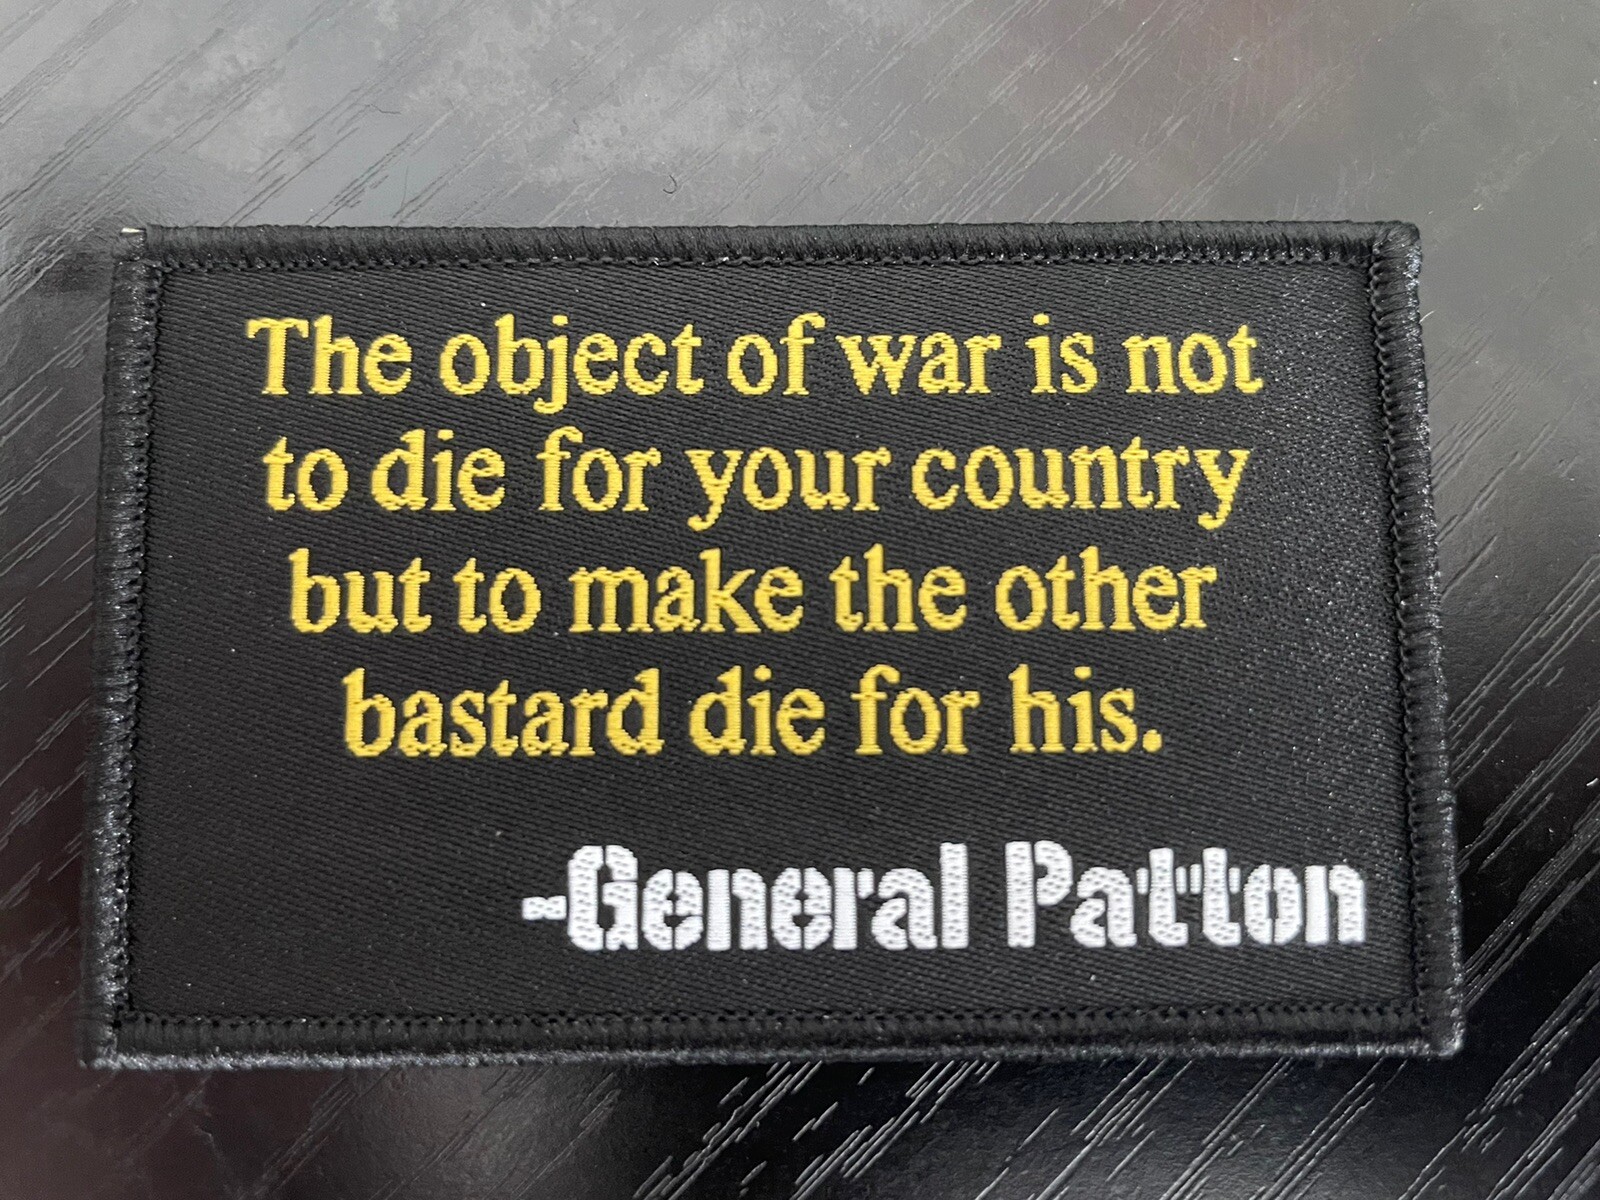 The object of war is not
to die for your country
but to make the other
bastard die for his.
-General Patton